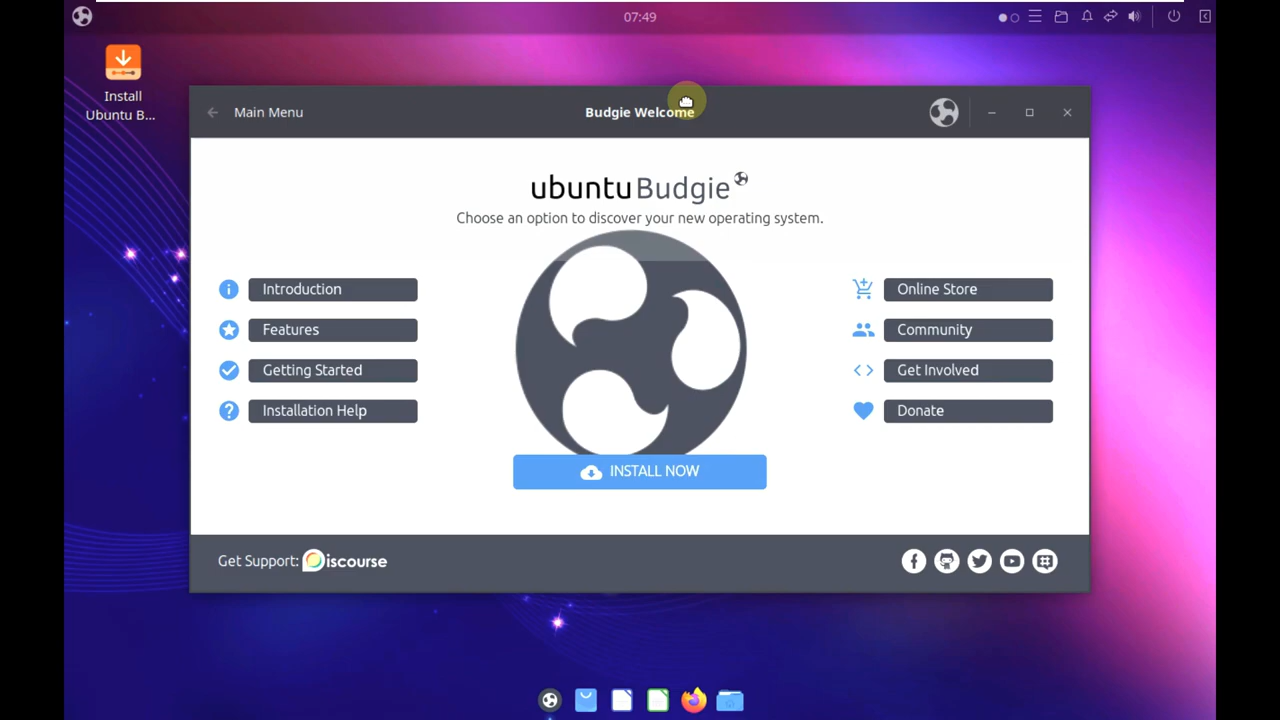 07:49
Install
Ubuntu B...
Main Menu
Budgie Welcome
ubuntu Budgie
Choose an option to discover your new operating system.
Introduction
Features
Getting Started
Installation Help
Online Store
Community
Get Involved
Donate
INSTALL NOW
Get Support: Discourse